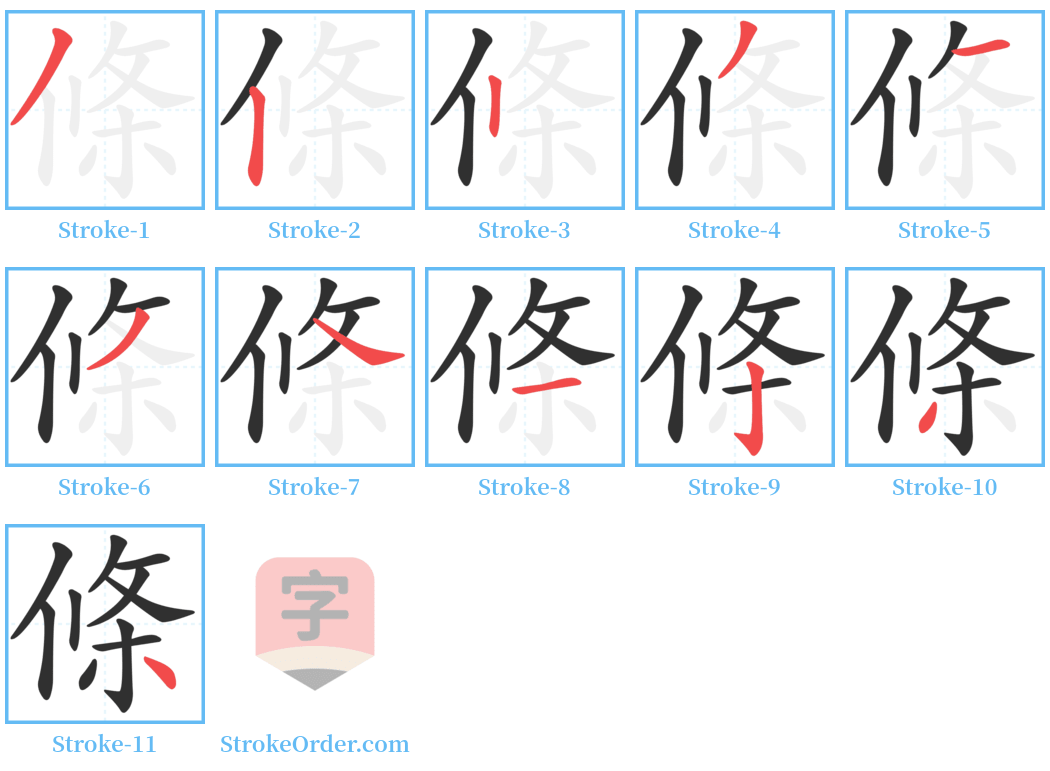 條 條 條 條 條
Stroke-1 Stroke-2 Stroke-3 Stroke-4 Stroke-5
條 條 條 條 條
Stroke-6 Stroke-7 Stroke-8 Stroke-9 Stroke-10
條 字
Stroke-11 StrokeOrder.com